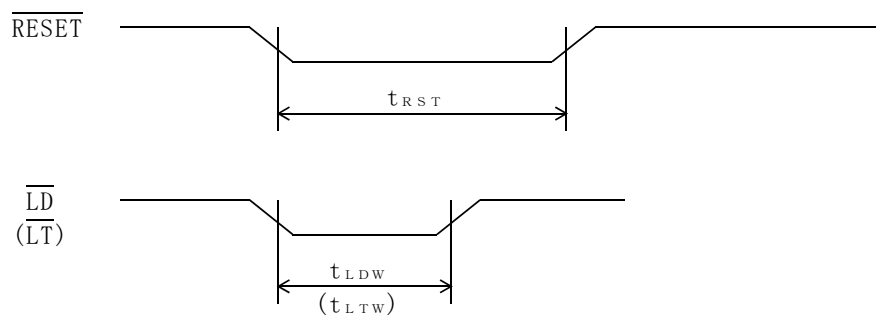 RESET
tRST
LD
(LT)
tLDW
(tLTW)